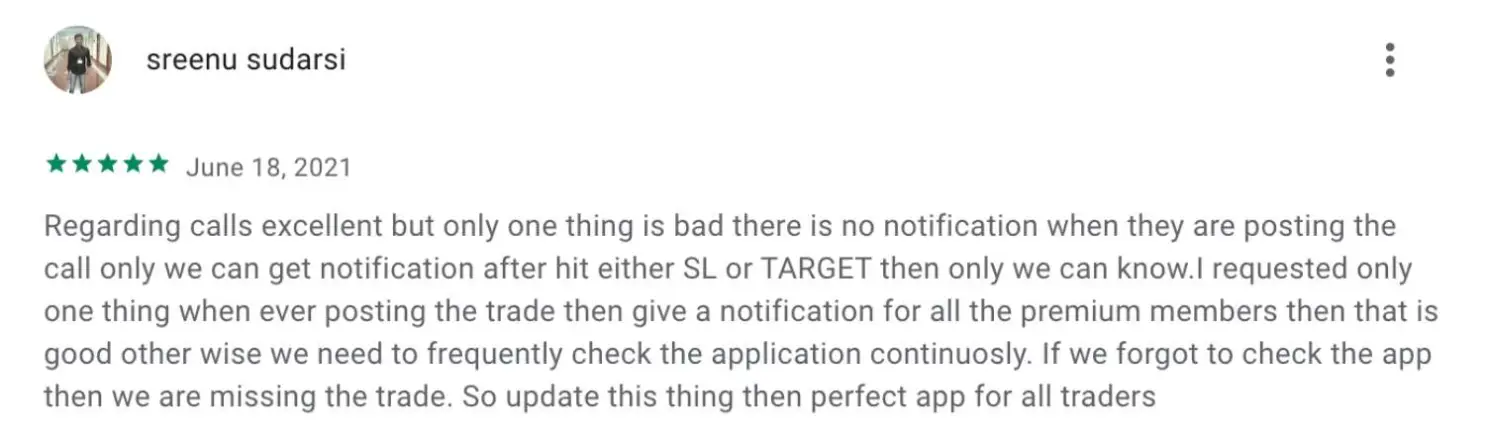 sreenu sudarsi
June 18, 2021
Regarding calls excellent but only one thing is bad there is no notification when they are posting the
call only we can get notification after hit either SL or TARGET then only we can know.I requested only
one thing when ever posting the trade then give a notification for all the premium members then that is
good other wise we need to frequently check the application continuosly. If we forgot to check the app
then we are missing the trade. So update this thing then perfect app for all traders